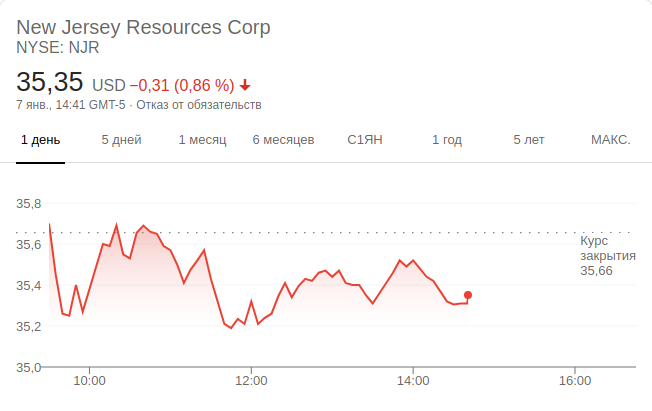 New Jersey Resources Corp
NYSE: NJR
35,35 USD −0,31 (0,86 %)
7 янв., 14:41 GMT-5 · Отказ от обязательств
1 день 5 дней 1 месяц 6 месяцев С1ЯН 1 год 5 лет МАКС.
35,8
35,6
35,4
35,2
35,0
Курс
закрытия
35,66
10:00 12:00 14:00 16:00